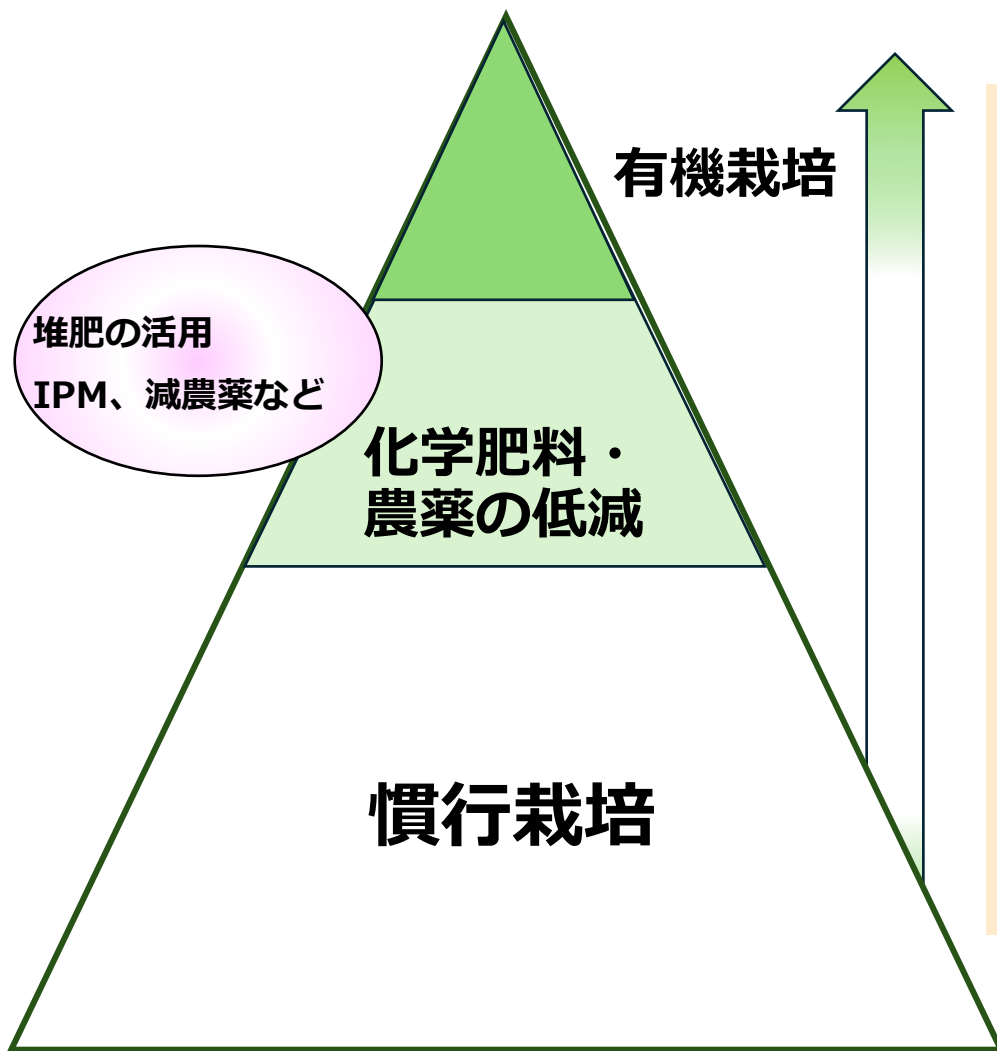 有機栽培
堆肥の活用
IPM、減農薬など
化学肥料・
農薬の低減
慣行栽培